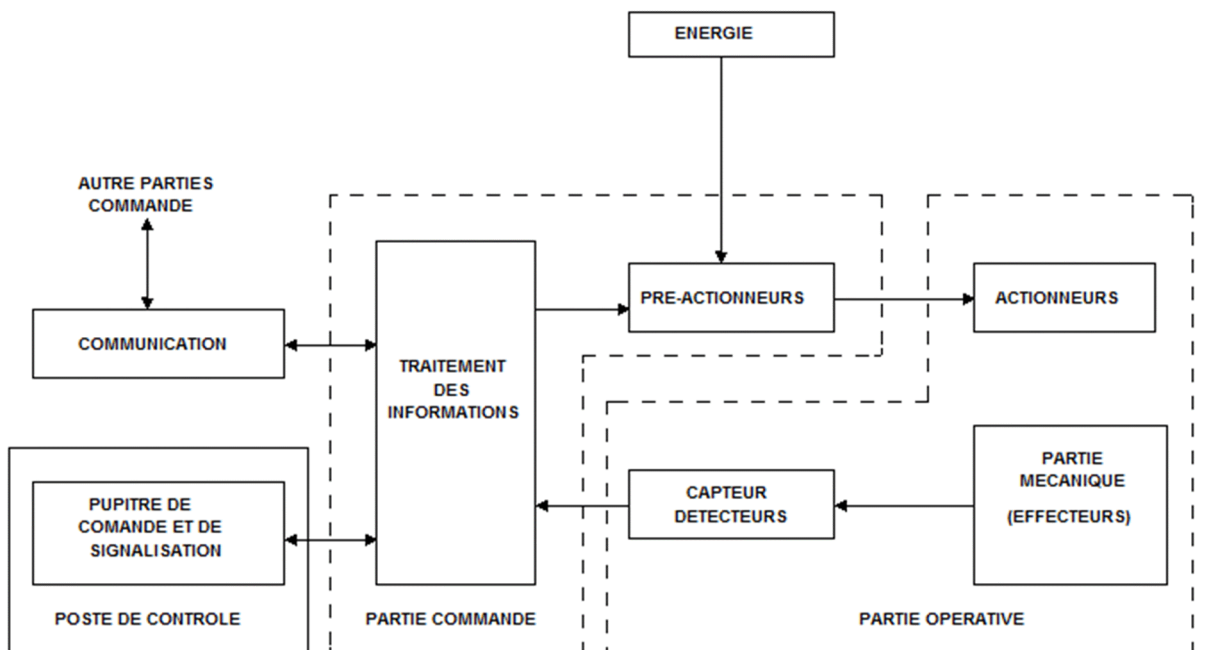 ENERGIE
AUTRE PARTIES
COMMANDE
PRE-ACTIONNEURS
ACTIONNEURS
COMMUNICATION
TRAITEMENT
DES
INFORMATIONS
PARTIE
MECANIQUE
(EFFECTEURS)
CAPTEUR
DETECTEURS
PUPITRE DE
COMANDE ET DE
SIGNALISATION
POSTE DE CONTROLE
PARTIE COMMANDE
PARTIE OPERATIVE